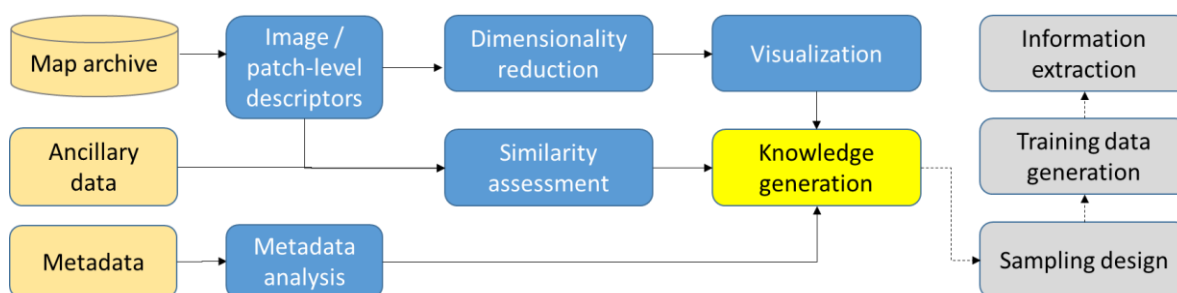 Map archive
Image /
patch-level
descriptors
Dimensionality
reduction
Visualization
Information
extraction
Ancillary
data
Similarity
assessment
Knowledge
generation
Training data
generation
Metadata
Metadata
analysis
Sampling design